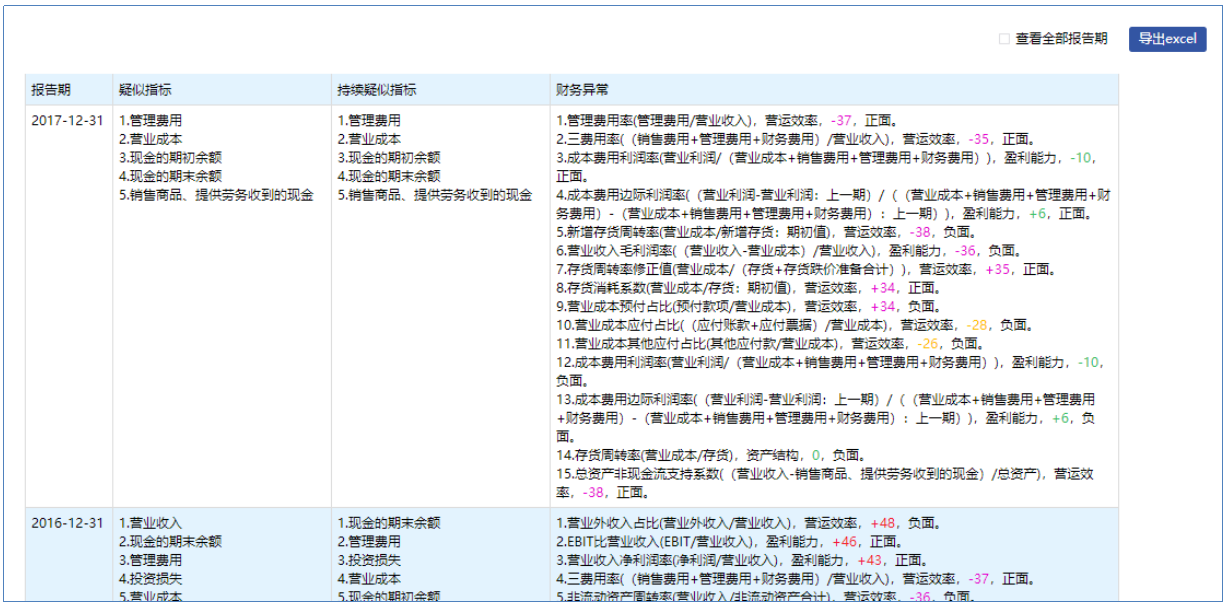 查看全部报告期
导出excel
报告期 疑似指标 持续疑似指标 财务异常
2017-12-31 1.管理费用 1.管理费用 1.管理费用率(管理费用/营业收入)，营运效率，-37，正面。
2.营业成本 2.营业成本 2.三费用率(（销售费用+管理费用+财务费用）/营业收入)，营运效率，-35，正面。
3.现金的期初余额 3.现金的期初余额 3.成本费用利润率(营业利润/（营业成本+销售费用+管理费用+财务费用）)，盈利能力，-10，
4.现金的期末余额 4.现金的期末余额 正面。
5.销售商品、提供劳务收到的现金 5.销售商品、提供劳务收到的现金 4.成本费用边际利润率(（营业利润-营业利润：上一期）/（（营业成本+销售费用+管理费用+财
务费用）-（营业成本+销售费用+管理费用+财务费用）：上一期）)，盈利能力，+6，正面。
5.新增存货周转率(营业成本/新增存货：期初值)，营运效率，-38，负面。
6.营业收入毛利润率(（营业收入-营业成本）/营业收入)，盈利能力，-36，负面。
7.存货周转率修正值(营业成本/（存货+存货跌价准备合计）)，营运效率，+35，正面。
8.存货消耗系数(营业成本/存货：期初值)，营运效率，+34，正面。
9.营业成本预付占比(预付款项/营业成本)，营运效率，+34，负面。
10.营业成本应付占比(（应付账款+应付票据）/营业成本)，营运效率，-28，负面。
11.营业成本其他应付占比(其他应付款/营业成本)，营运效率，-26，负面。
12.成本费用利润率(营业利润/（营业成本+销售费用+管理费用+财务费用）)，盈利能力，-10，
负面。
13.成本费用边际利润率(（营业利润-营业利润：上一期）/（（营业成本+销售费用+管理费用
+财务费用）-（营业成本+销售费用+管理费用+财务费用）：上一期）)，盈利能力，+6，负
面。
14.存货周转率(营业成本/存货)，资产结构，0，负面。
15.总资产非现金流支持系数(（营业收入-销售商品、提供劳务收到的现金）/总资产)，营运效
率，-38，正面。
2016-12-31 1.营业收入 1.现金的期末余额 1.营业外收入占比(营业外收入/营业收入)，营运效率，+48，负面。
2.现金的期末余额 2.管理费用 2.EBIT比营业收入(EBIT/营业收入)，盈利能力，+46，正面。
3.管理费用 3.投资损失 3.营业收入净利润率(净利润/营业收入)，盈利能力，+43，正面。
4.投资损失 4.营业成本 4.三费用率(（销售费用+管理费用+财务费用）/营业收入)，营运效率，-37，正面。
5.营业成本 5.现金的期初余额 5.非流动资产周转率(营业收入/非流动资产合计)，营运效率，-36，负面。